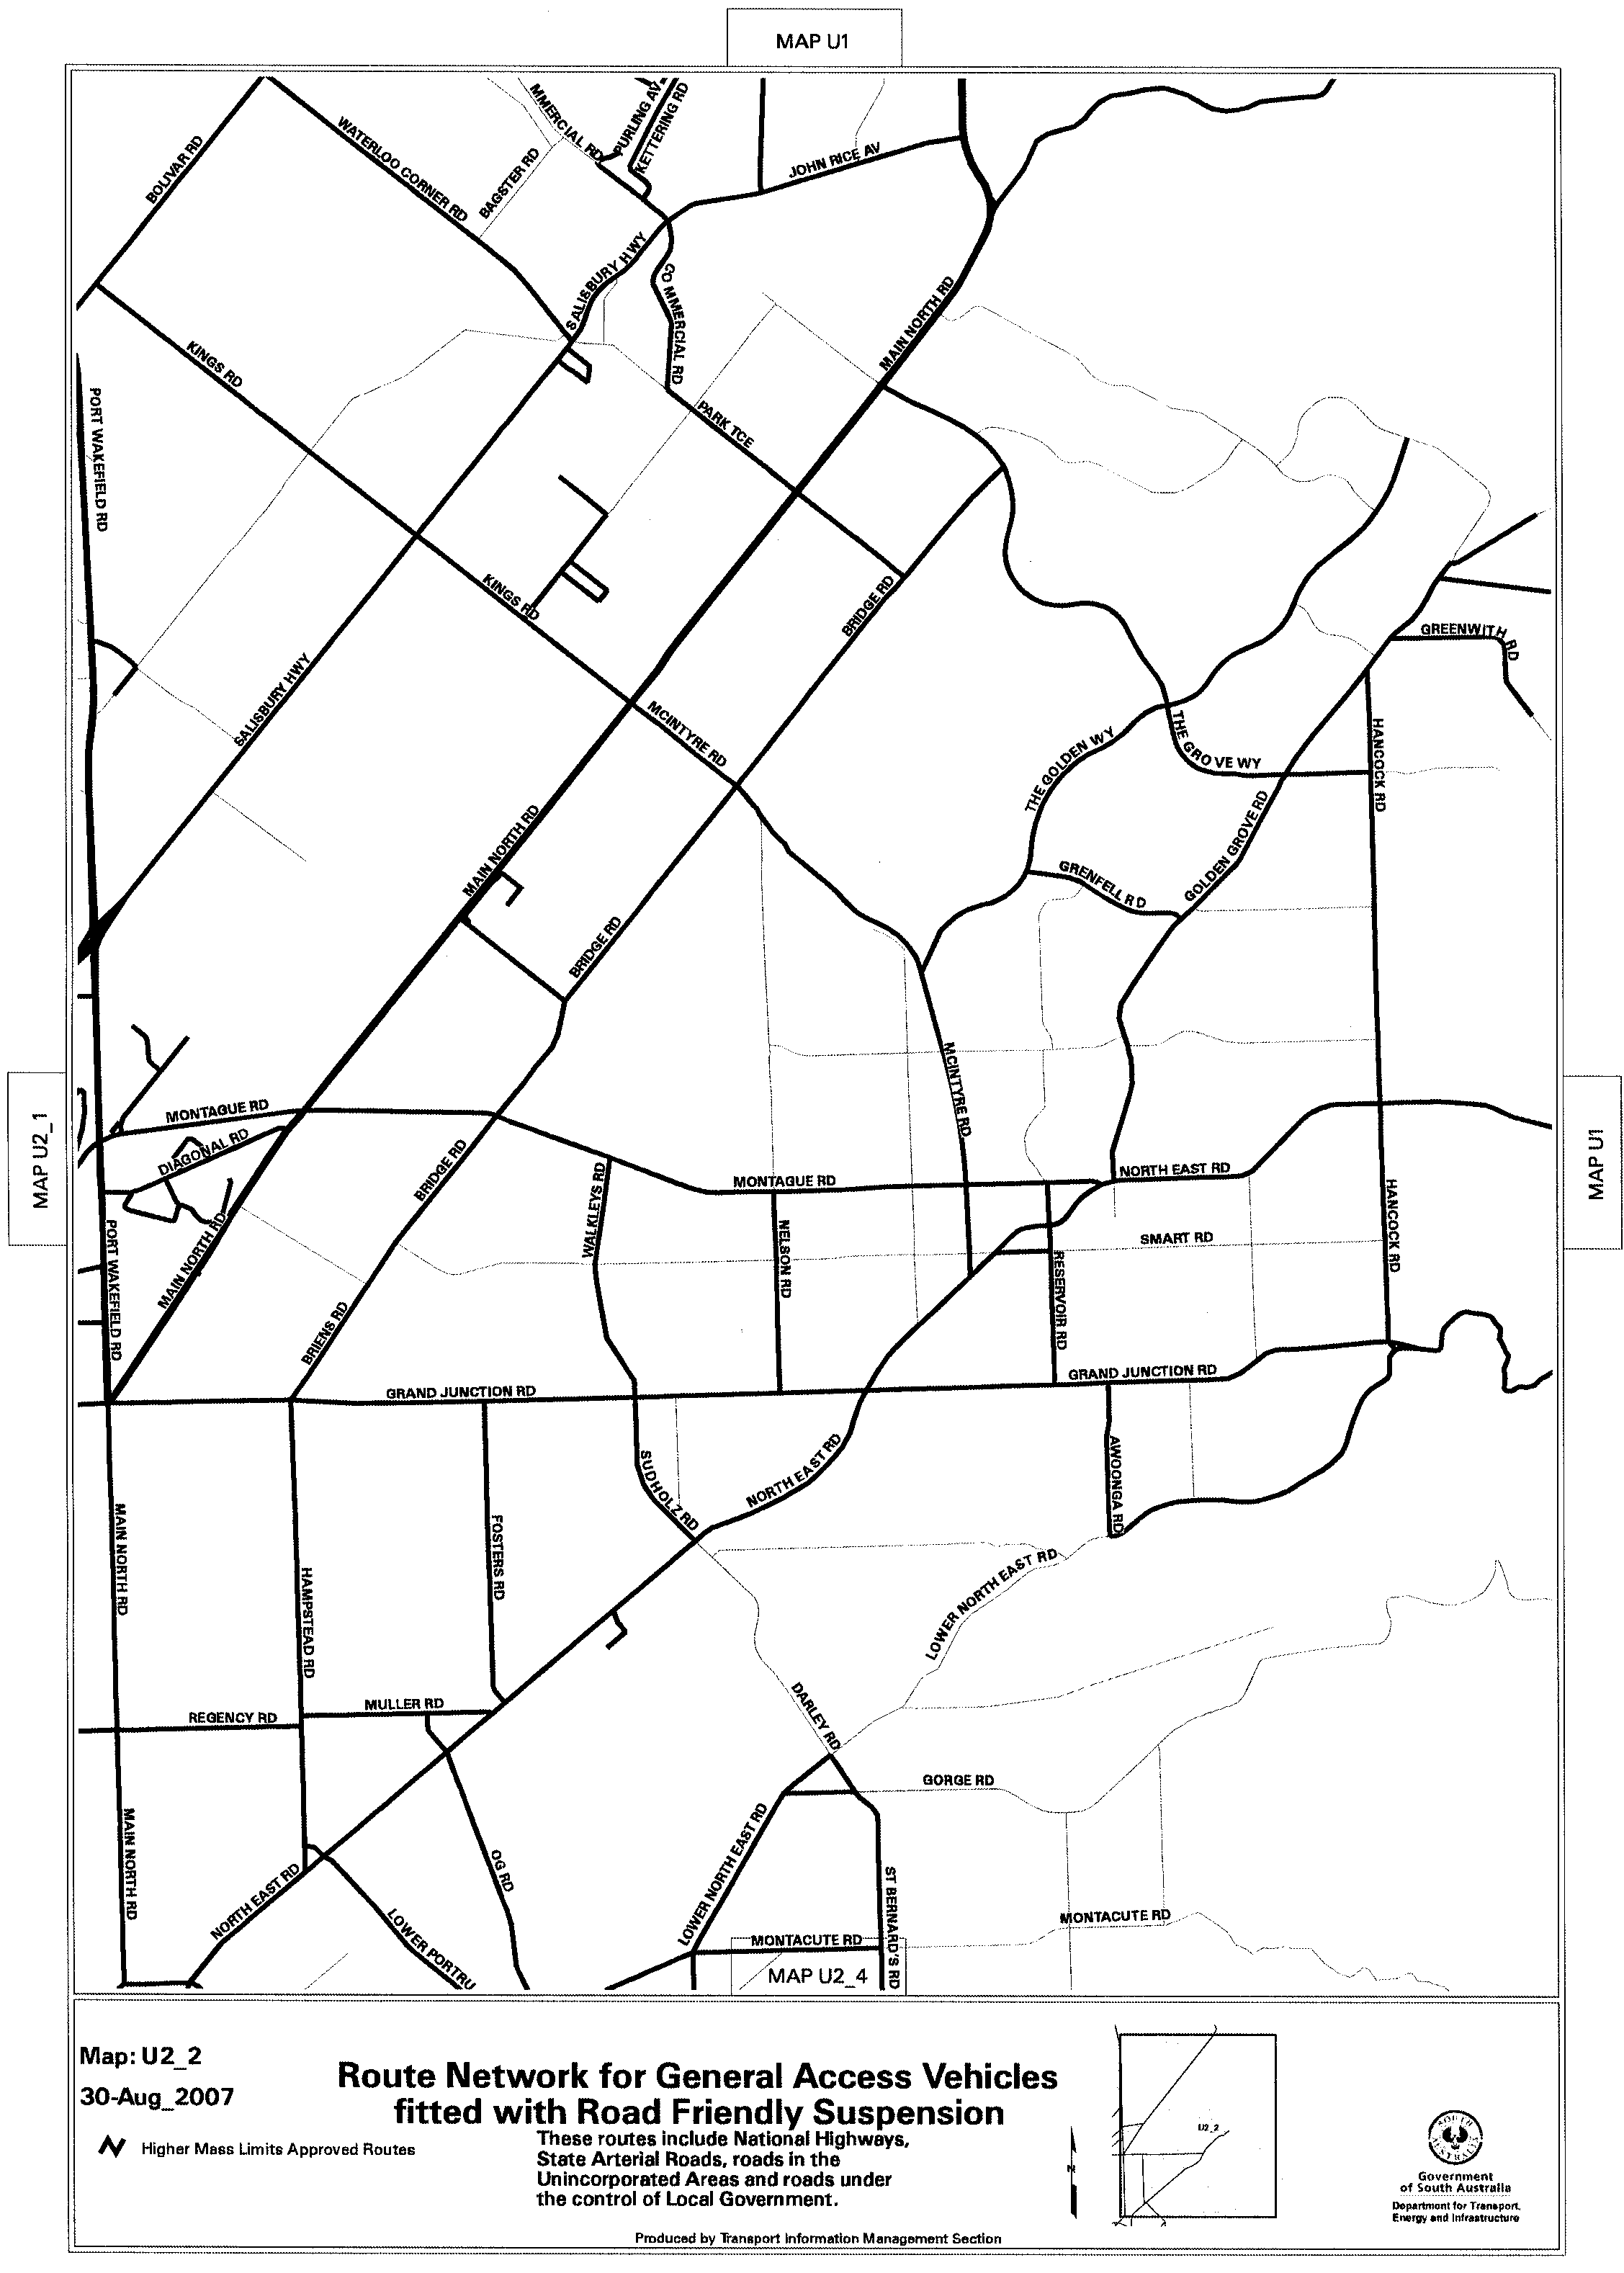 MAP U1
MMERCIAL RD
PURLING AV
KETTERING RD
WATERLOO CORNER RD
BOLIVAR RD
BAGSTER RD
JOHN RICE AV
SALISBURY HWY
COMMERCIAL RD
MAIN NORTH RD
KINGS RD
PORT WAKEFIELD RD
PARK TCE
KINGS RD
BRIDGE RD
GREENWITH RD
SALISBURY HWY
MCINTYRE RD
THE GOLDEN WY
THE GROVE WY
HANCOCK RD
MAIN NORTH RD
GOLDEN GROVE RD
GRENFELL RD
BRIDGE RD
MCINTYRE RD
MAP U2_1
MAP U1
MONTAGUE RD
DIAGONAL RD
BRIDGE RD
WALKLEYS RD
MONTAGUE RD
NORTH EAST RD
PORT WAKEFIELD RD
MAIN NORTH RD
NELSON RD
SMART RD
HANCOCK RD
RESERVOIR RD
BRIENS RD
GRAND JUNCTION RD
GRAND JUNCTION RD
SUDHOLZ RD
NORTH EAST RD
AWOONGA RD
MAIN NORTH RD
FOSTERS RD
HAMPSTEAD RD
LOWER NORTH EAST RD
DARLEY RD
MULLER RD
REGENCY RD
GORGE RD
MAIN NORTH RD
LOWER NORTH EAST RD
OG RD
NORTH EAST RD
LOWER PORTRU
ST BERNARD'S RD
MONTACUTE RD
MONTACUTE RD
MAP U2_4
Map: U2_2
30-Aug_2007
Higher Mass Limits Approved Routes
Route Network for General Access Vehicles
fitted with Road Friendly Suspension
These routes include National Highways,
State Arterial Roads, roads in the
Unincorporated Areas and roads under
the control of Local Government.
Produced by Transport Information Management Section
N
U2_2
SOUTH
AUSTRALIA
Government
of South Australia
Department for Transport,
Energy and Infrastructure